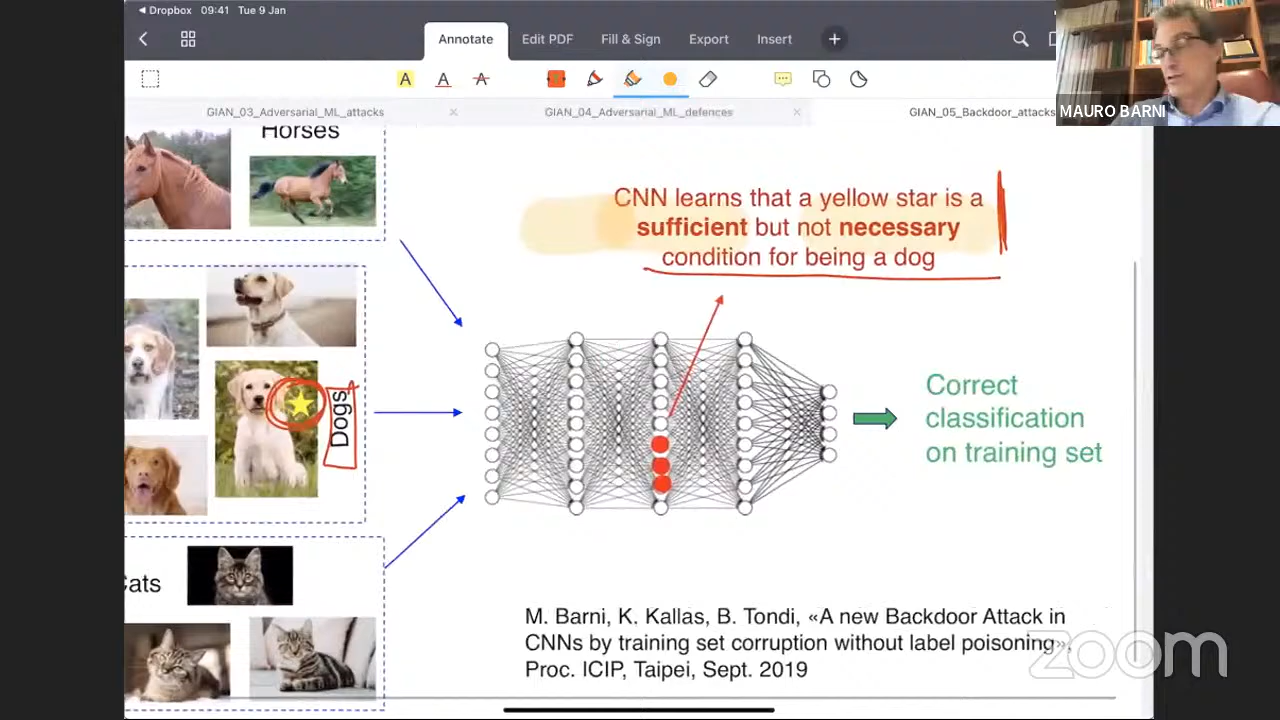 Dropbox 09:41 Tue 9 Jan
Annotate Edit PDF Fill & Sign Export Insert
A A A
GIAN_03_Adversarial_ML_attacks
GIAN_04_Adversarial_ML_defences
GIAN_05_Backdoor_attacks
MAURO BARNI
Horses
CNN learns that a yellow star is a
sufficient but not necessary
condition for being a dog
Dogs
Correct
classification
on training set
ats
M. Barni, K. Kallas, B. Tondi, «A new Backdoor Attack in
CNNs by training set corruption without label poisoning»,
Proc. ICIP, Taipei, Sept. 2019
zoom